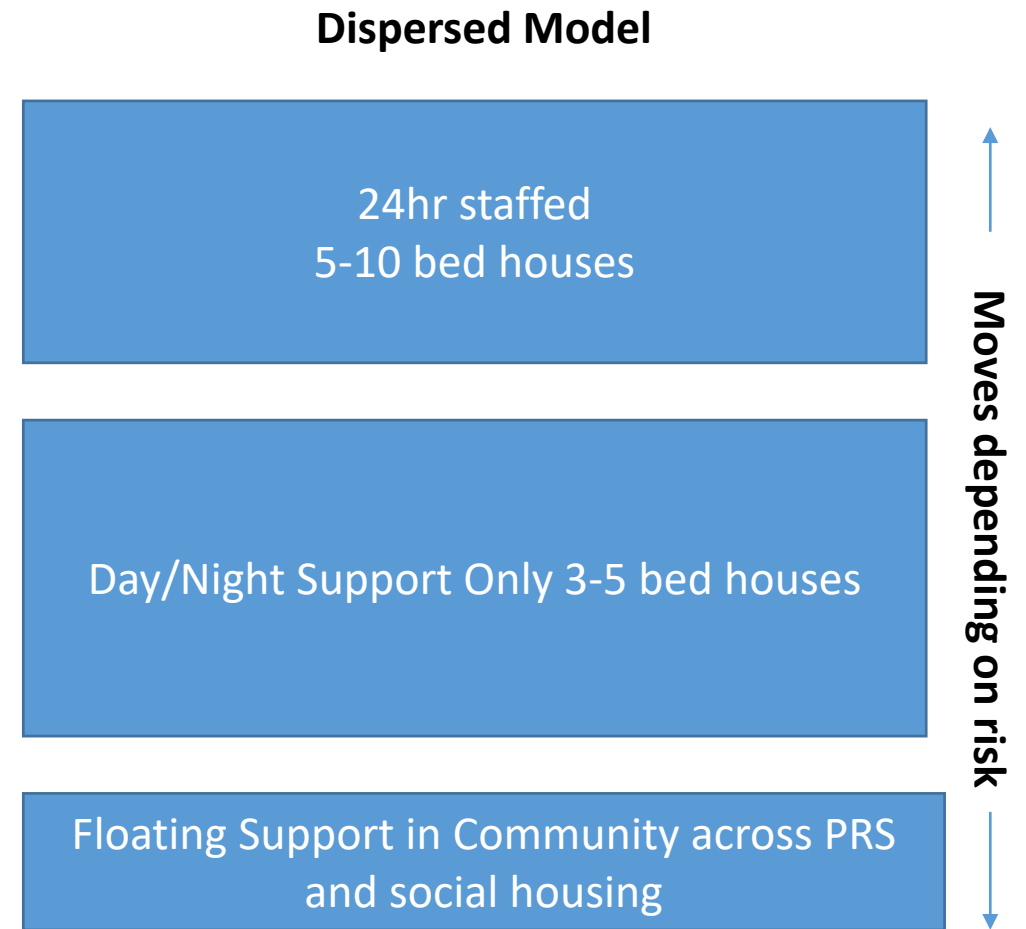 Dispersed Model
24hr staffed
5-10 bed houses
Day/Night Support Only 3-5 bed houses
Floating Support in Community across PRS
and social housing
Moves depending on risk